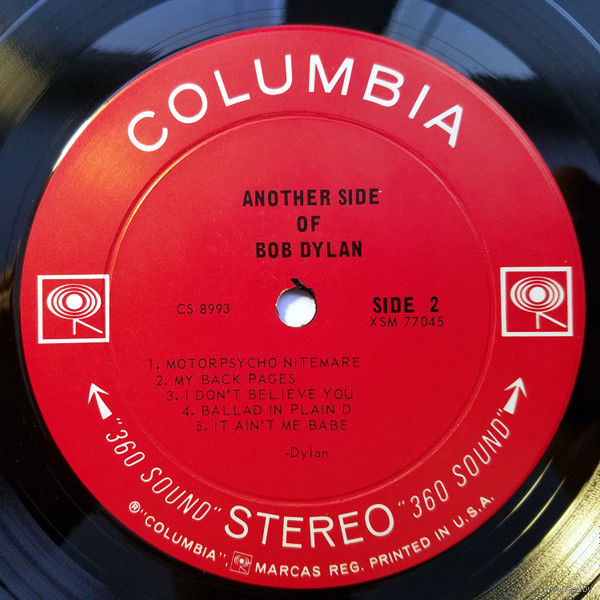 COLUMBIA
ANOTHER SIDE
OF
BOB DYLAN
CS 8993
SIDE 2
XSM 77045
1. MOTORPSYCHO NITEMARE
2. MY BACK PAGES
3. I DON'T BELIEVE YOU
4. BALLAD IN PLAIN D
5. IT AIN'T ME BABE
-Dylan
"360 SOUND" STEREO "360 SOUND"
®"COLUMBIA", MARCAS REG. PRINTED IN U.S.A.